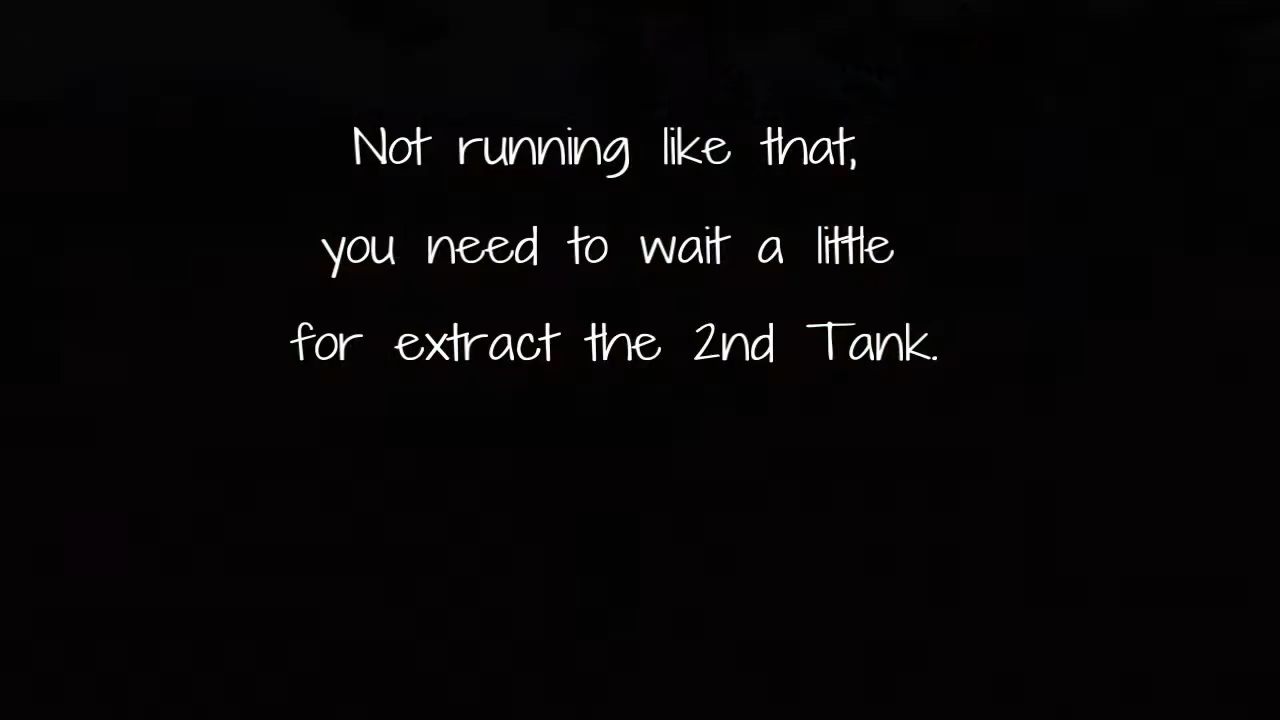 Not running like that,
you need to wait a little
for extract the 2nd Tank.